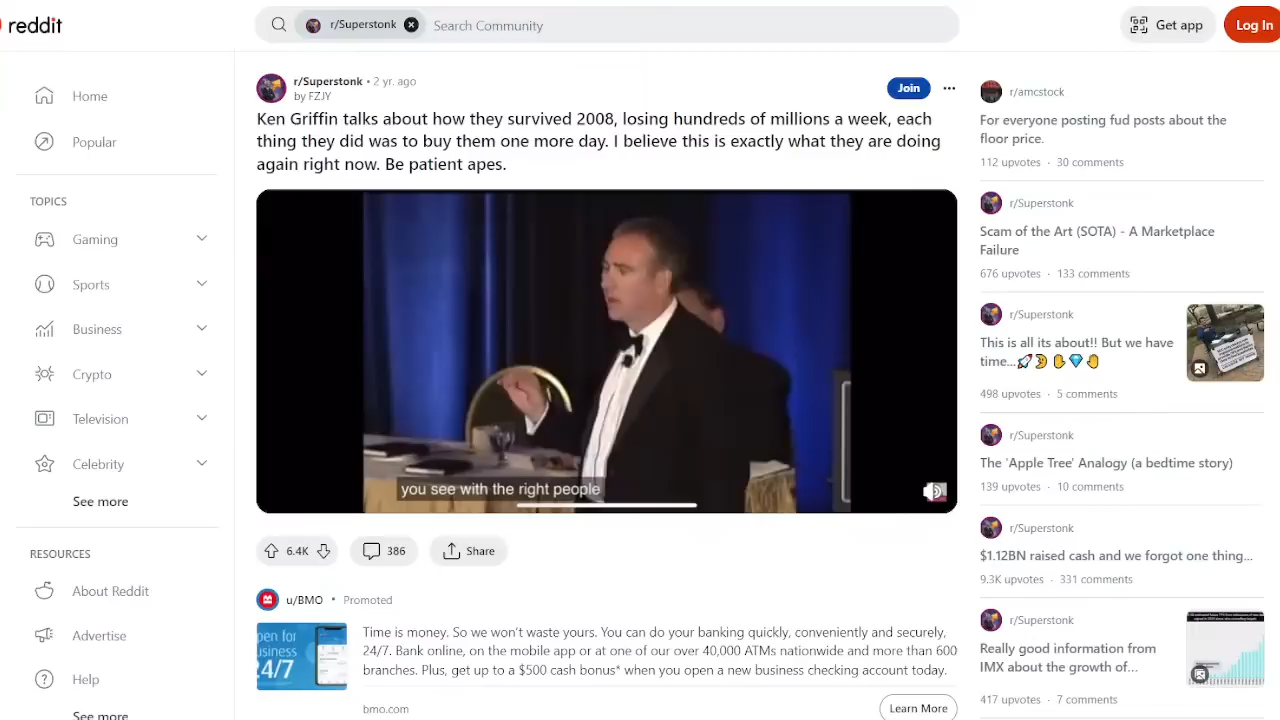 reddit
r/Superstonk
Search Community
Get app
Log In
Home
Popular
TOPICS
Gaming
Sports
Business
Crypto
Television
Celebrity
See more
RESOURCES
About Reddit
Advertise
Help
See more
r/Superstonk • 2 yr. ago
by FZJY
Join
Ken Griffin talks about how they survived 2008, losing hundreds of millions a week, each
thing they did was to buy them one more day. I believe this is exactly what they are doing
again right now. Be patient apes.
you see with the right people
6.4K
386
Share
u/BMO • Promoted
open for
usiness
24/7
Time is money. So we won't waste yours. You can do your banking quickly, conveniently and securely,
24/7. Bank online, on the mobile app or at one of our over 40,000 ATMs nationwide and more than 600
branches. Plus, get up to a $500 cash bonus* when you open a new business checking account today.
bmo.com
Learn More
r/amcstock
For everyone posting fud posts about the
floor price.
112 upvotes · 30 comments
r/Superstonk
Scam of the Art (SOTA) - A Marketplace
Failure
676 upvotes · 133 comments
r/Superstonk
This is all its about!! But we have
time...🚀🌛✋💎🤚
498 upvotes · 5 comments
r/Superstonk
The 'Apple Tree' Analogy (a bedtime story)
139 upvotes · 10 comments
r/Superstonk
$1.12BN raised cash and we forgot one thing...
9.3K upvotes · 331 comments
r/Superstonk
Really good information from
IMX about the growth of...
417 upvotes · 7 comments